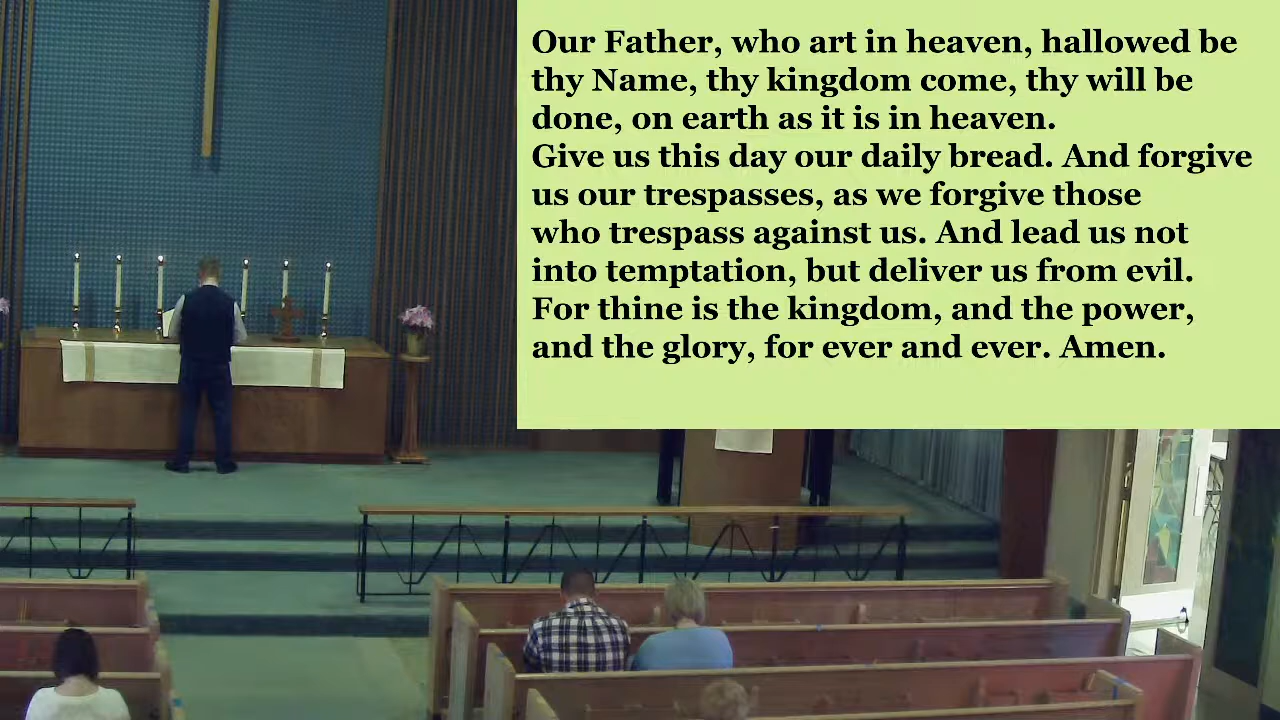 Our Father, who art in heaven, hallowed be
thy Name, thy kingdom come, thy will be
done, on earth as it is in heaven.
Give us this day our daily bread. And forgive
us our trespasses, as we forgive those
who trespass against us. And lead us not
into temptation, but deliver us from evil.
For thine is the kingdom, and the power,
and the glory, for ever and ever. Amen.